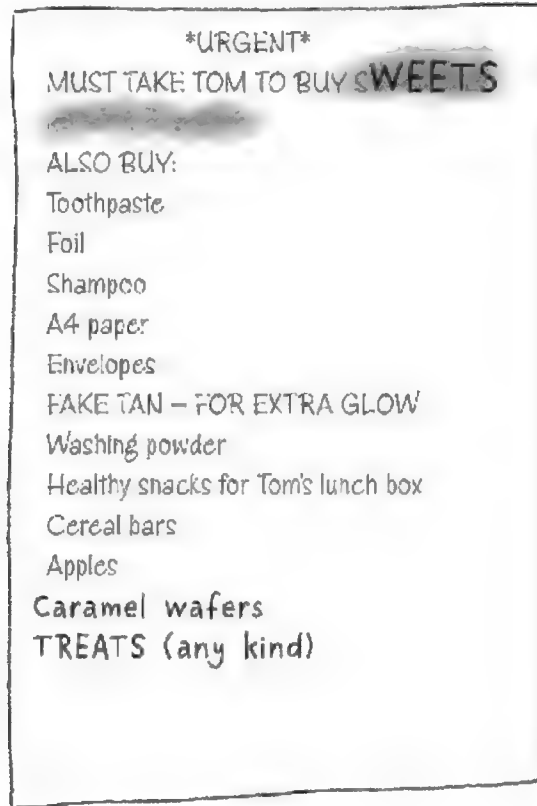 *URGENT*
MUST TAKE TOM TO BUY SWEETS
ALSO BUY:
Toothpaste
Foil
Shampoo
A4 paper
Envelopes
FAKE TAN – FOR EXTRA GLOW
Washing powder
Healthy snacks for Tom's lunch box
Cereal bars
Apples
Caramel wafers
TREATS (any kind)